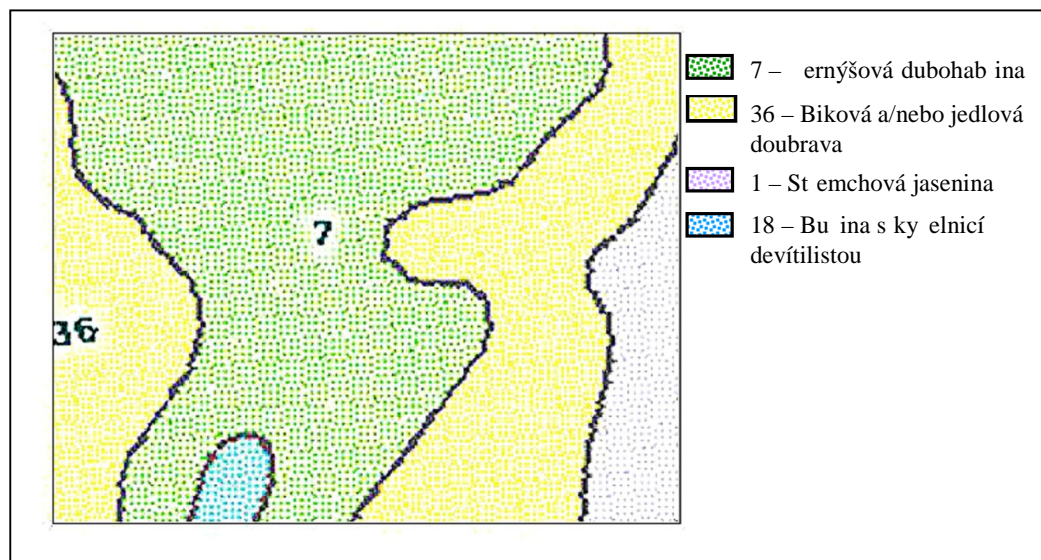 7 – ernýšová dubohab ina
36 – Biková a/nebo jedlová
doubrava
1 – St emchová jasenina
18 – Bu ina s ky elnicí
devítilistou
7
36